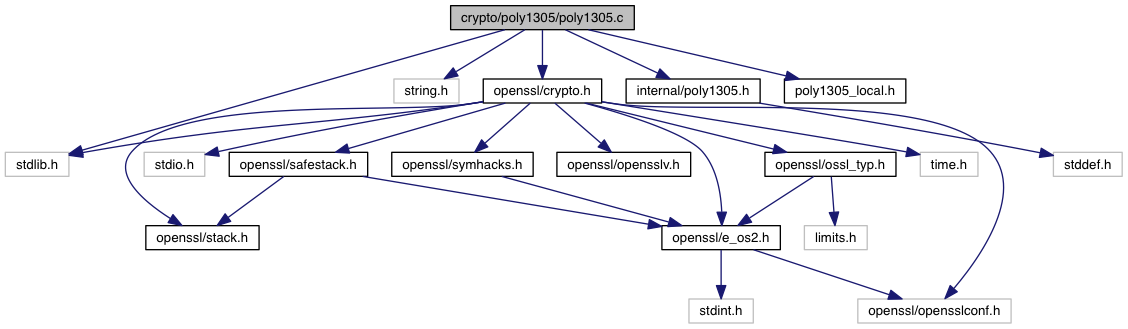 crypto/poly1305/poly1305.c
string.h
openssl/crypto.h
internal/poly1305.h
poly1305_local.h
stdlib.h
stdio.h
openssl/safestack.h
openssl/symhacks.h
openssl/opensslv.h
openssl/ossl_typ.h
time.h
stddef.h
openssl/stack.h
openssl/e_os2.h
limits.h
stdint.h
openssl/opensslconf.h